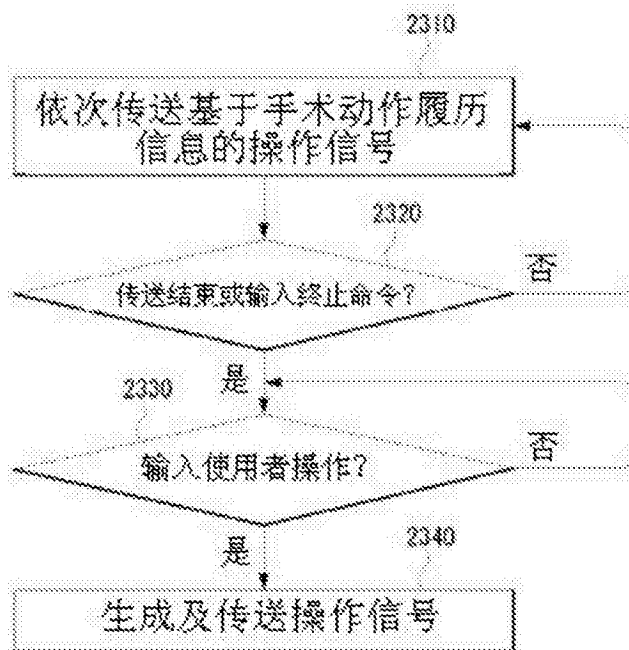 2310
依次传送基于手术动作履历
信息的操作信号
2320
传送结束或输入终止命令?
否
是
2330
输入使用者操作?
否
是
2340
生成及传送操作信号